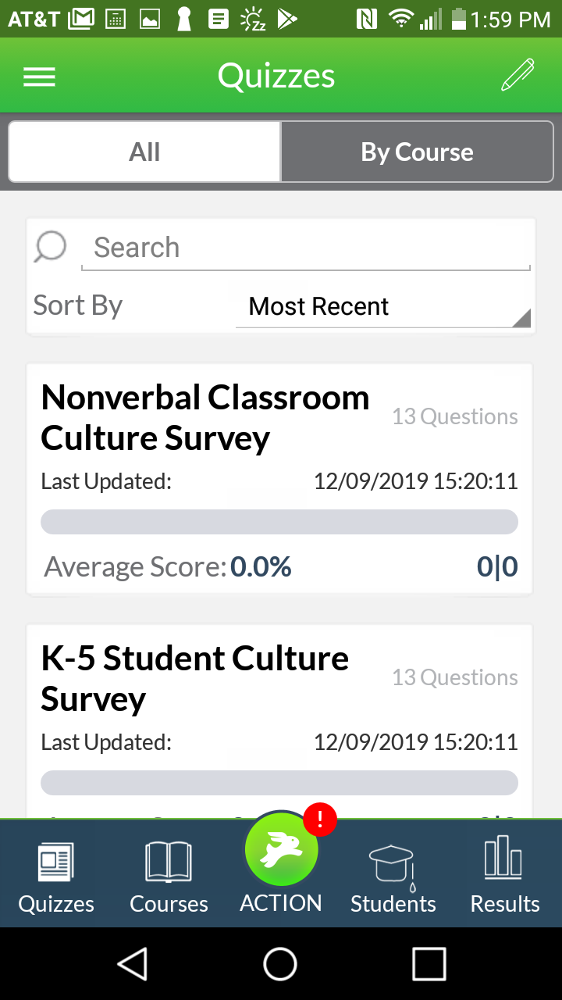 AT&T 1:59 PM
Quizzes
All By Course
Search
Sort By Most Recent
Nonverbal Classroom
Culture Survey
13 Questions
Last Updated: 12/09/2019 15:20:11
Average Score: 0.0% 0|0
K-5 Student Culture
Survey
13 Questions
Last Updated: 12/09/2019 15:20:11
!
Quizzes Courses ACTION Students Results